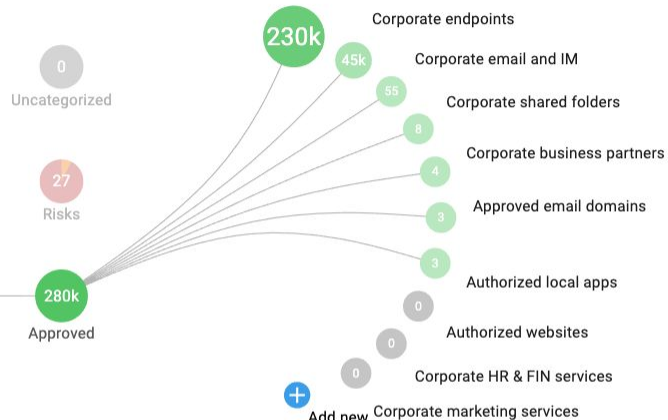 230k
Corporate endpoints
0
Uncategorized
45k
Corporate email and IM
55
Corporate shared folders
8
Corporate business partners
27
Risks
4
Approved email domains
3
Authorized local apps
3
280k
Approved
0
Authorized websites
0
Corporate HR & FIN services
0
Corporate marketing services
+
Add new